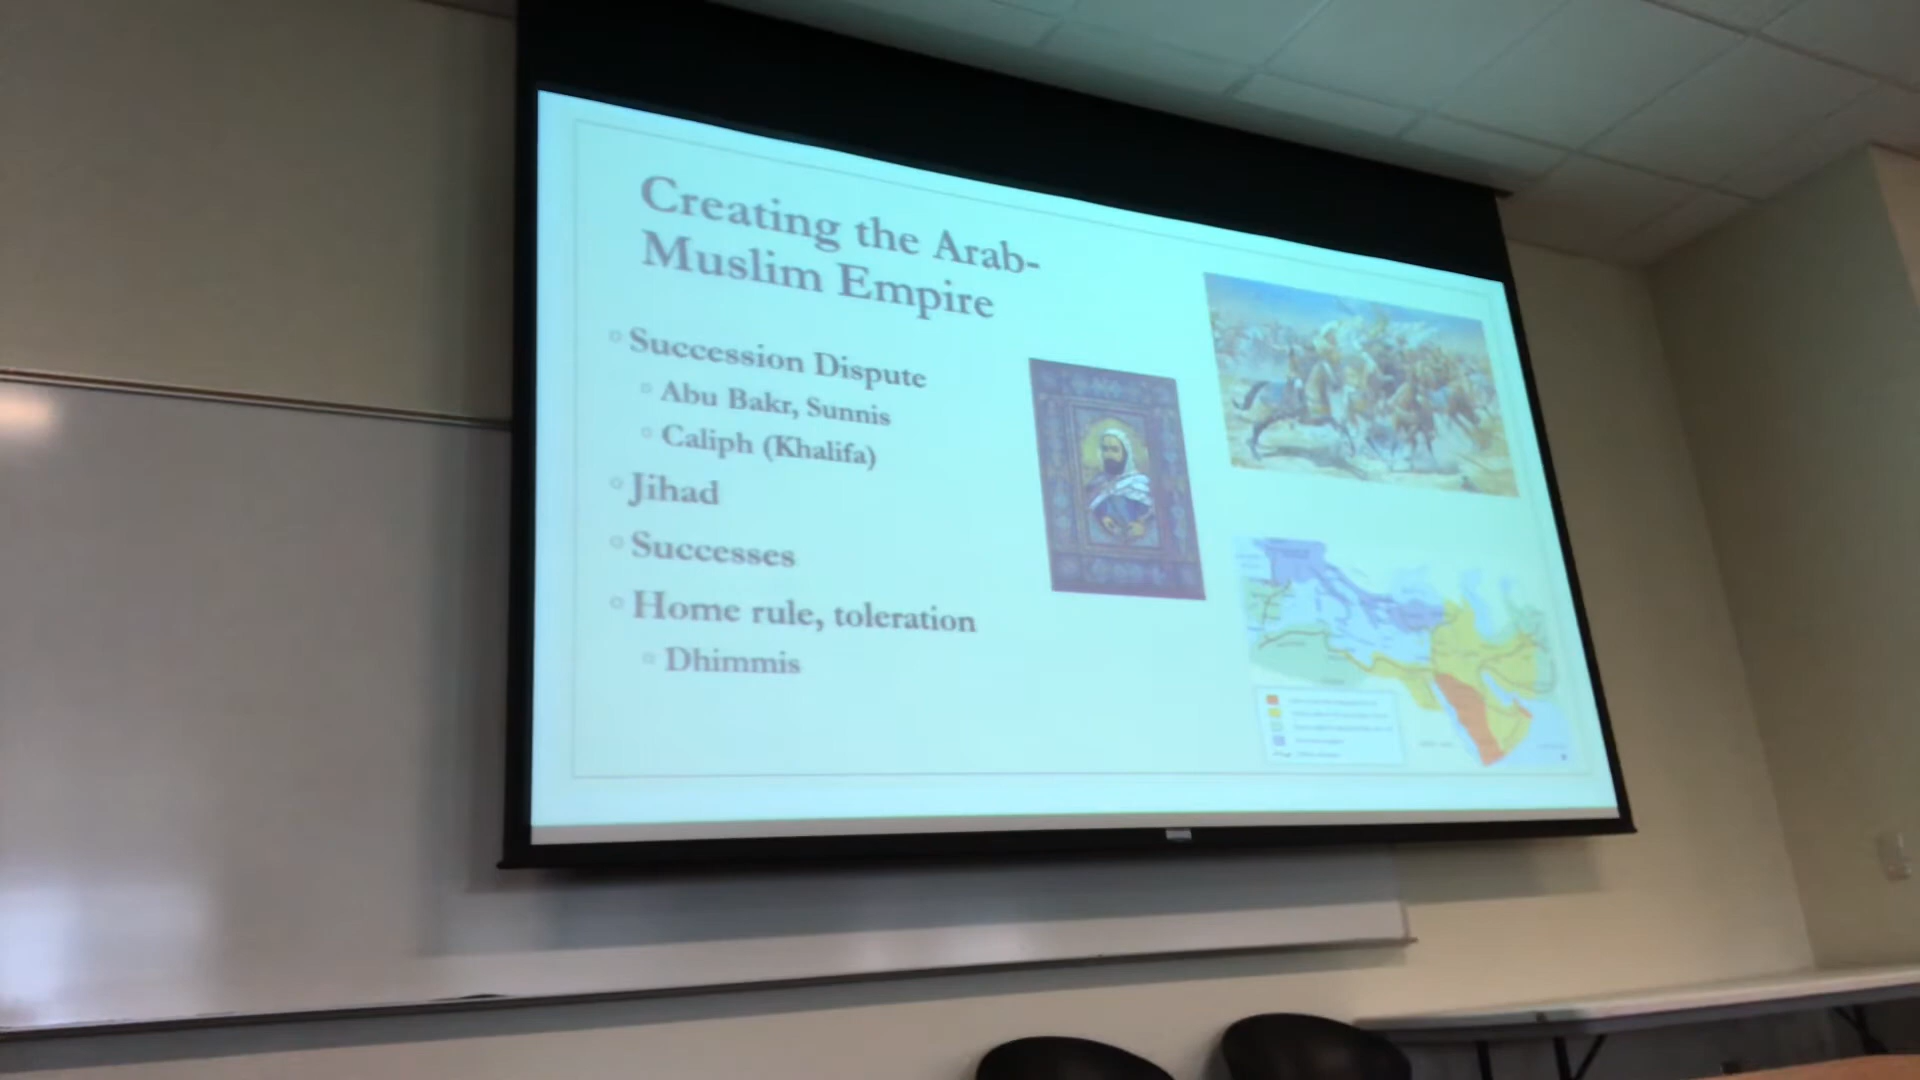 Creating the Arab-
Muslim Empire
Succession Dispute
Abu Bakr, Sunnis
Caliph (Khalifa)
Jihad
Successes
Home rule, toleration
Dhimmis